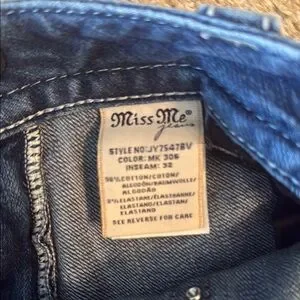 Miss Me®
Jeans
STYLE NO:JY7547BV
COLOR: MK 306
INSEAM: 32
98%COTTON/COTON/
ALGODÓN/BAUMWOLLE/
ALGODÃO
2%ELASTANE/ÉLASTHANNE/
ELASTANO/ELASTAN/
ELASTANO
SEE REVERSE FOR CARE